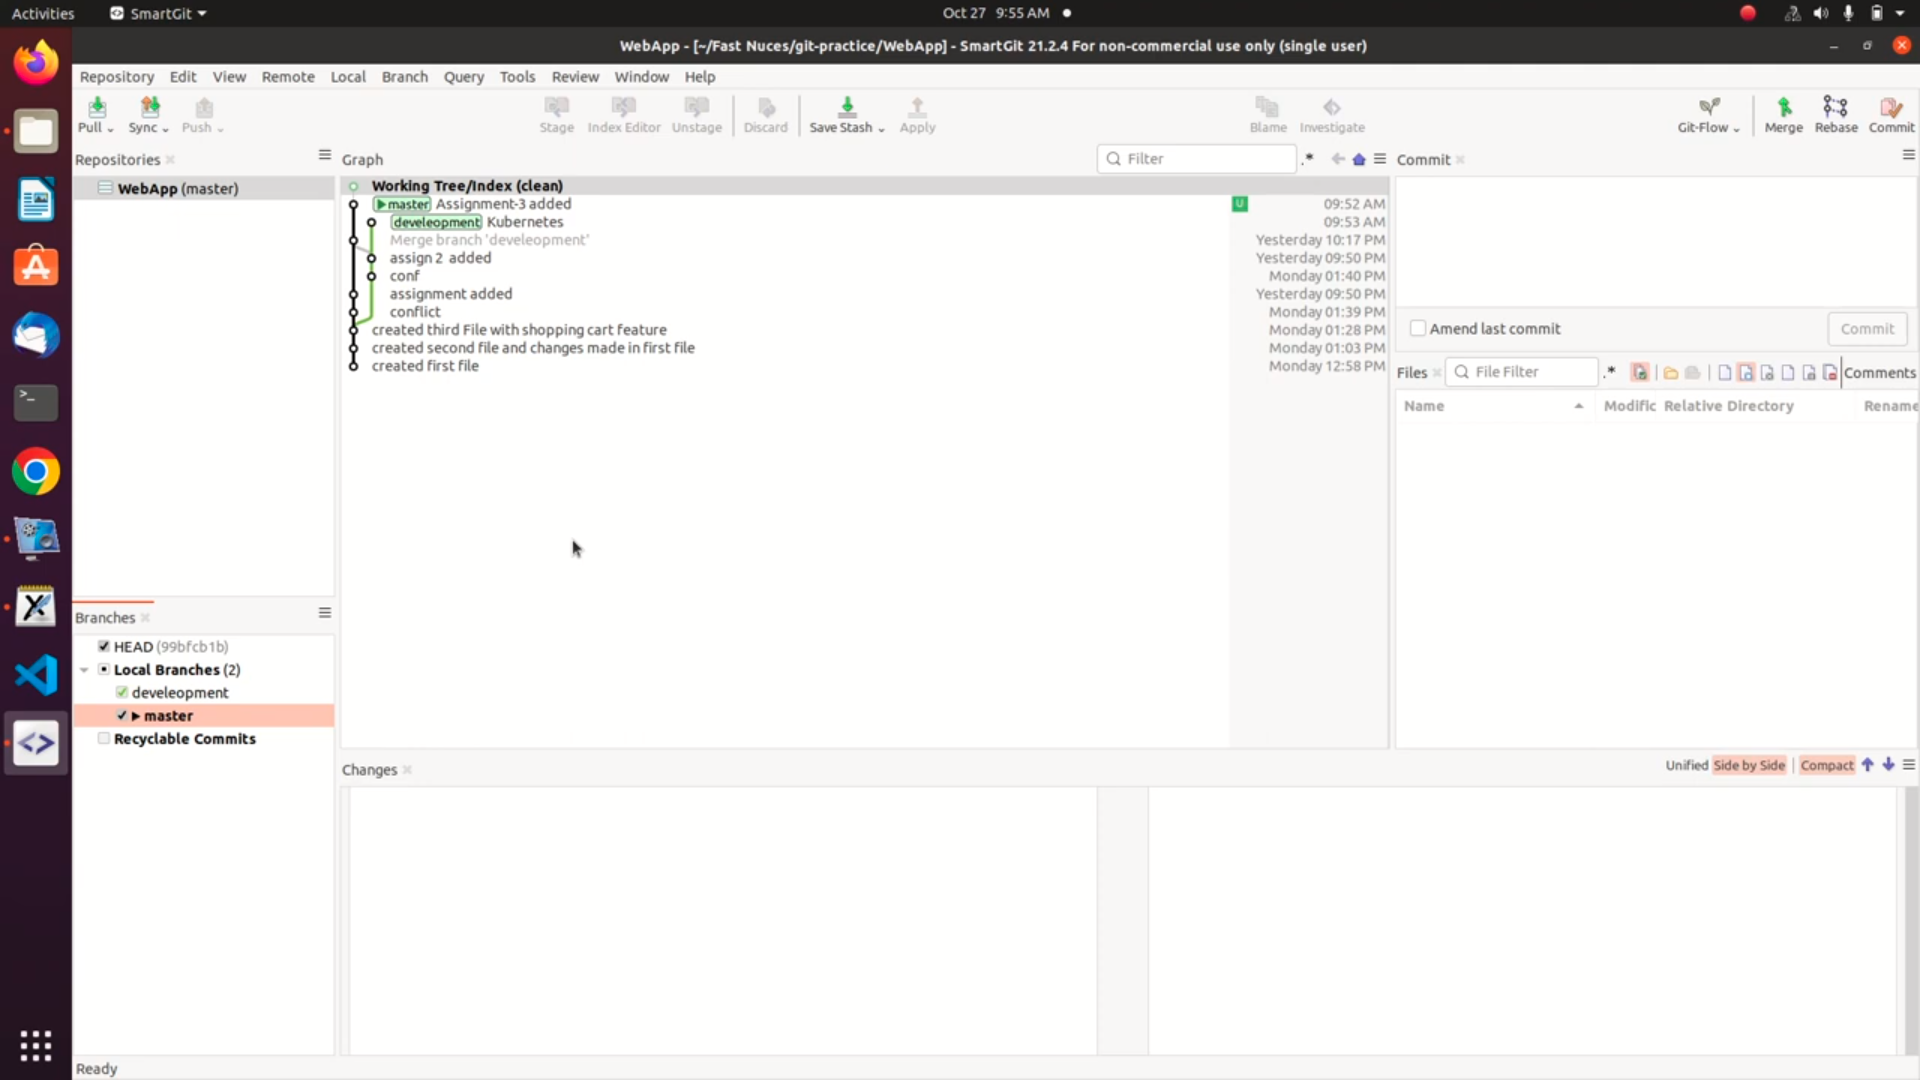 Activities SmartGit Oct 27 9:55 AM
WebApp - [~/Fast Nuces/git-practice/WebApp] - SmartGit 21.2.4 For non-commercial use only (single user)
Repository Edit View Remote Local Branch Query Tools Review Window Help
Pull Sync Push Stage Index Editor Unstage Discard Save Stash Apply Blame Investigate Git-Flow Merge Rebase Commit
Repositories
WebApp (master)
Graph Filter .*
Working Tree/Index (clean)
master Assignment-3 added U 09:52 AM
develeopment Kubernetes 09:53 AM
Merge branch 'develeopment' Yesterday 10:17 PM
assign 2 added Yesterday 09:50 PM
conf Monday 01:40 PM
assignment added Yesterday 09:50 PM
conflict Monday 01:39 PM
created third File with shopping cart feature Monday 01:28 PM
created second file and changes made in first file Monday 01:03 PM
created first file Monday 12:58 PM
Commit
Amend last commit Commit
Files File Filter .* Comments
Name Modific Relative Directory Rename
Branches
HEAD (99bfcb1b)
Local Branches (2)
develeopment
master
Recyclable Commits
Changes Unified Side by Side Compact
Ready